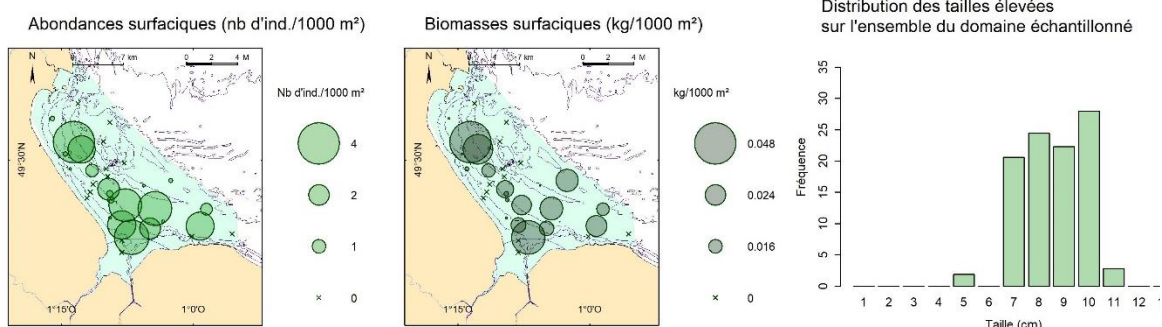 Abondances surfaciques (nb d'ind./1000 m²)
N
0 7 km
0 4 M
49°30'N
1°15'O
1°0'O
Nb d'ind./1000 m²
4
2
1
0
Biomasses surfaciques (kg/1000 m²)
N
0 7 km
0 4 M
49°30'N
1°15'O
1°0'O
kg/1000 m²
0.048
0.024
0.016
0
Distribution des tailles élevées
sur l'ensemble du domaine échantillonné
Fréquence
35
30
25
20
15
10
5
0
1 2 3 4 5 6 7 8 9 10 11 12
Taille (cm)